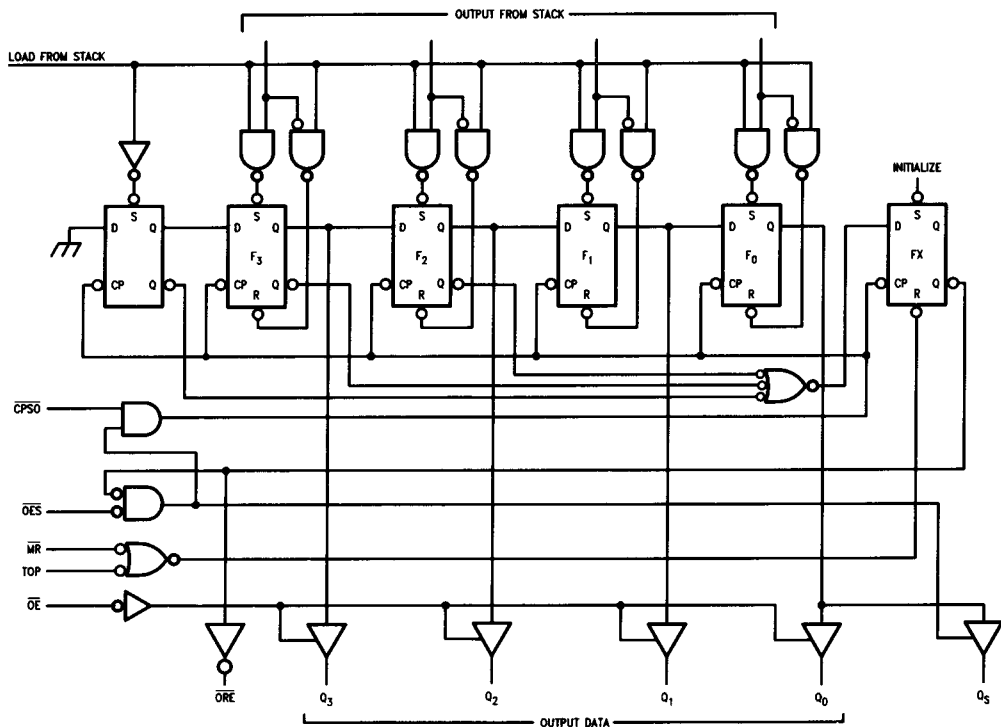 OUTPUT FROM STACK
LOAD FROM STACK
INITIALIZE
S S S S S S
D Q D Q D Q D Q D Q D Q
F3 F2 F1 F0 FX
CP Q CP Q CP Q CP CP CP Q
R R R R R
CPSO
OES
MR
TOP
OE
ORE Q3 Q2 Q1 Q0 QS
OUTPUT DATA